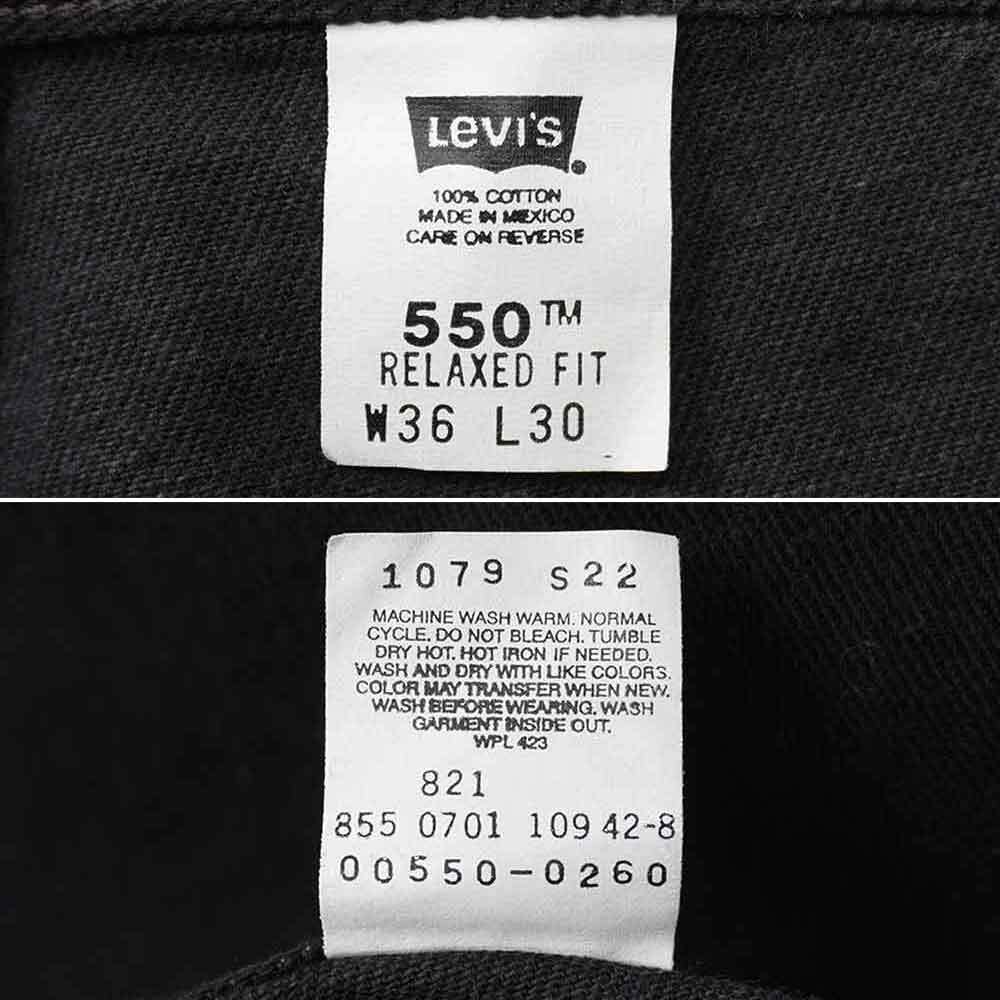 LEVI'S
100% COTTON
MADE IN MEXICO
CARE ON REVERSE
550™
RELAXED FIT
W36 L30
1079 S22
MACHINE WASH WARM. NORMAL
CYCLE. DO NOT BLEACH. TUMBLE
DRY HOT. HOT IRON IF NEEDED.
WASH AND DRY WITH LIKE COLORS.
COLOR MAY TRANSFER WHEN NEW.
WASH BEFORE WEARING. WASH
GARMENT INSIDE OUT.
WPL 423
821
855 0701 109 42-8
00550-0260